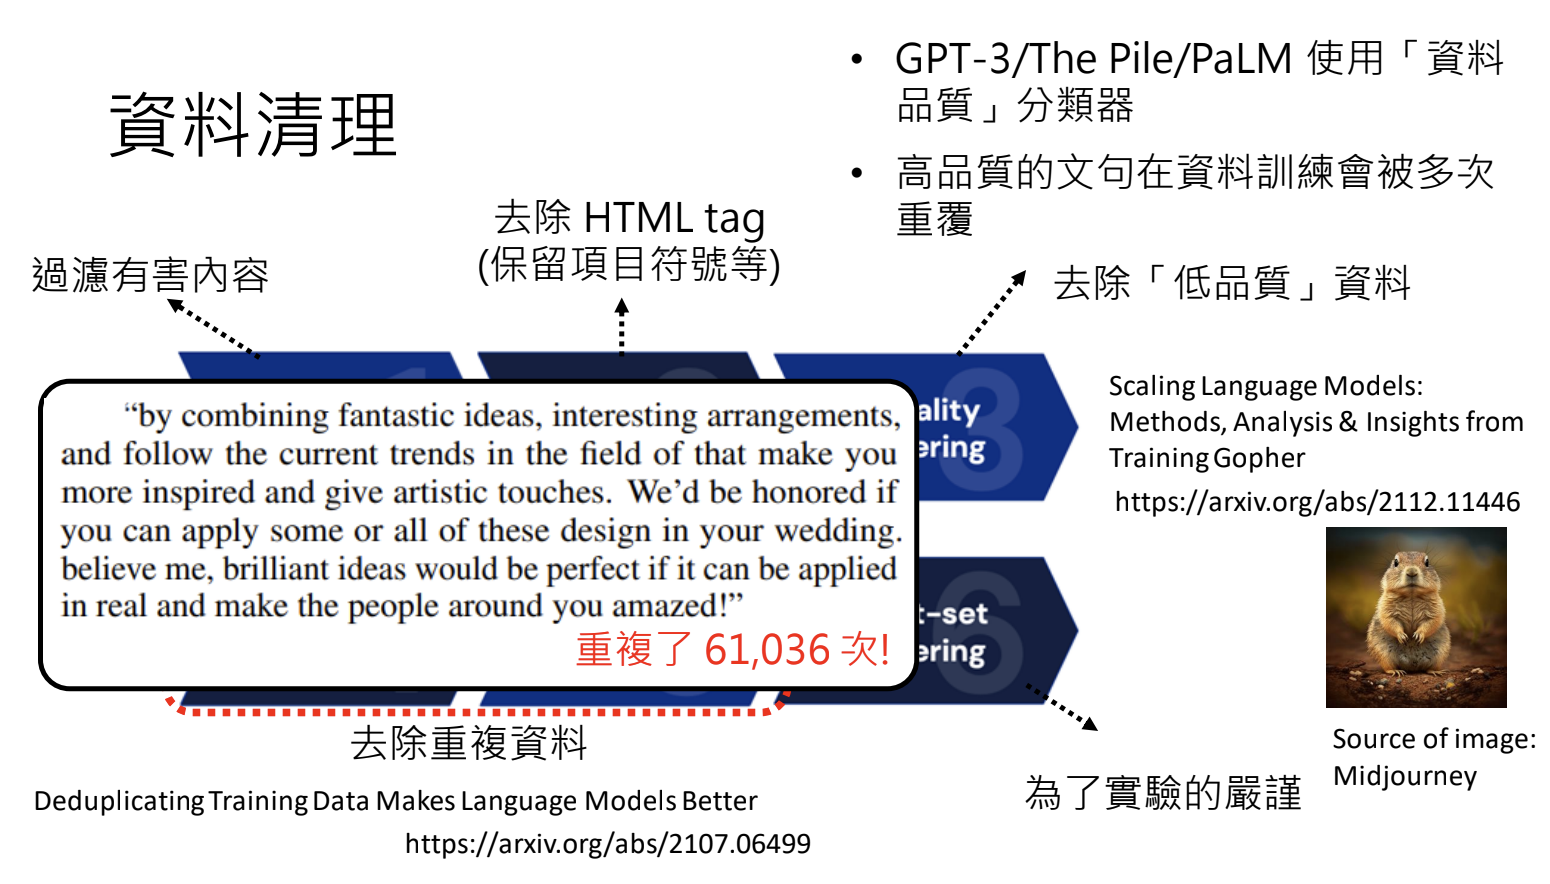 資料清理
• GPT-3/The Pile/PaLM 使用「資料
品質」分類器
• 高品質的文句在資料訓練會被多次
重覆
過濾有害內容
去除 HTML tag
(保留項目符號等)
去除「低品質」資料
“by combining fantastic ideas, interesting arrangements,
and follow the current trends in the field of that make you
more inspired and give artistic touches. We’d be honored if
you can apply some or all of these design in your wedding.
believe me, brilliant ideas would be perfect if it can be applied
in real and make the people around you amazed!”
重複了 61,036 次!
3
6
Scaling Language Models:
Methods, Analysis & Insights from
Training Gopher
https://arxiv.org/abs/2112.11446
Source of image:
Midjourney
去除重複資料
為了實驗的嚴謹
Deduplicating Training Data Makes Language Models Better
https://arxiv.org/abs/2107.06499